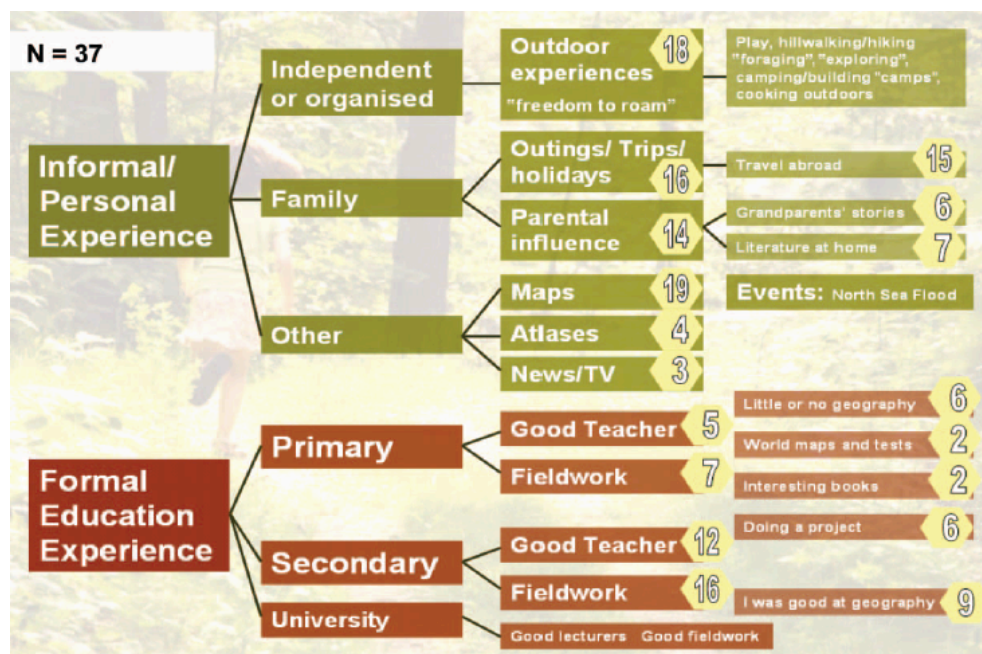 N = 37
Informal/
Personal
Experience
Independent
or organised
Outdoor
experiences
18
"freedom to roam"
Play, hillwalking/hiking
"foraging", "exploring",
camping/building "camps",
cooking outdoors
Family
Outings/ Trips/
holidays
16
Travel abroad
15
Parental
influence
14
Grandparents' stories
6
Literature at home
7
Other
Maps
19
Atlases
4
News/TV
3
Events: North Sea Flood
Formal
Education
Experience
Primary
Good Teacher
5
Fieldwork
7
Little or no geography
6
World maps and tests
2
Interesting books
2
Doing a project
6
Secondary
Good Teacher
12
Fieldwork
16
I was good at geography
9
University
Good lecturers Good fieldwork